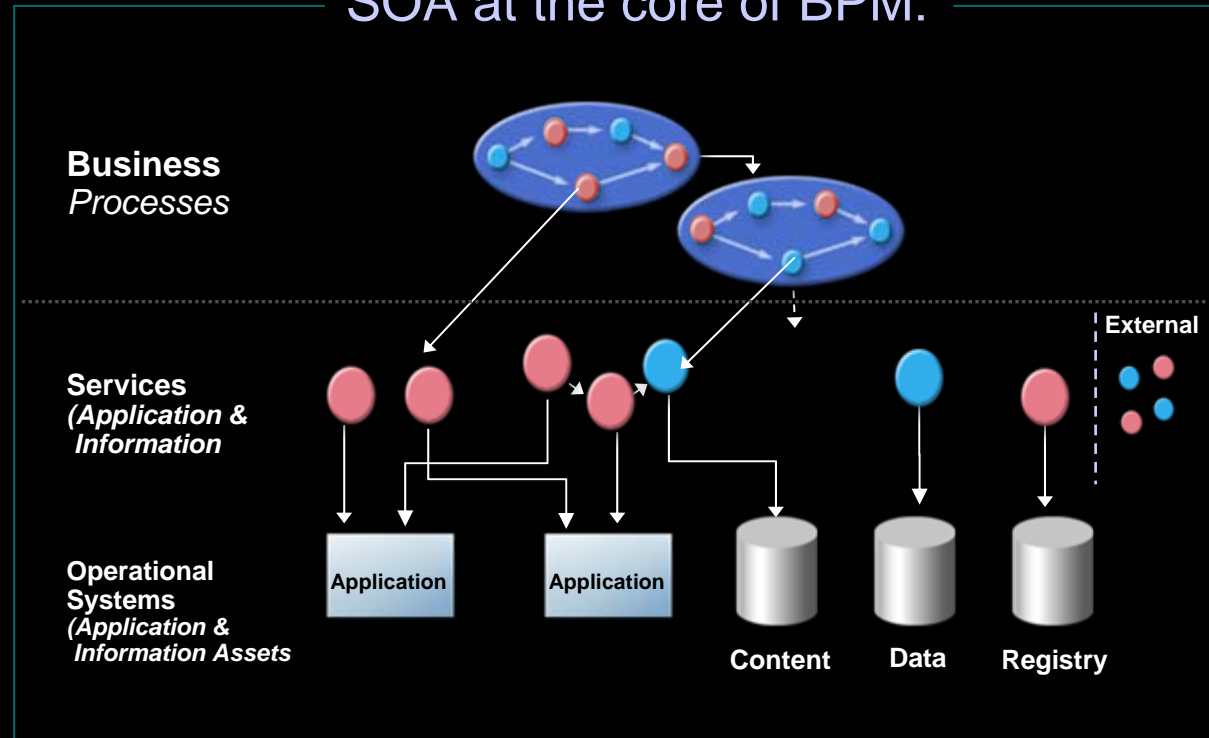 SOA at the core of BPM.
Business
Processes
External
Services
(Application &
Information
Operational
Systems
(Application &
Information Assets
Application
Application
Content
Data
Registry